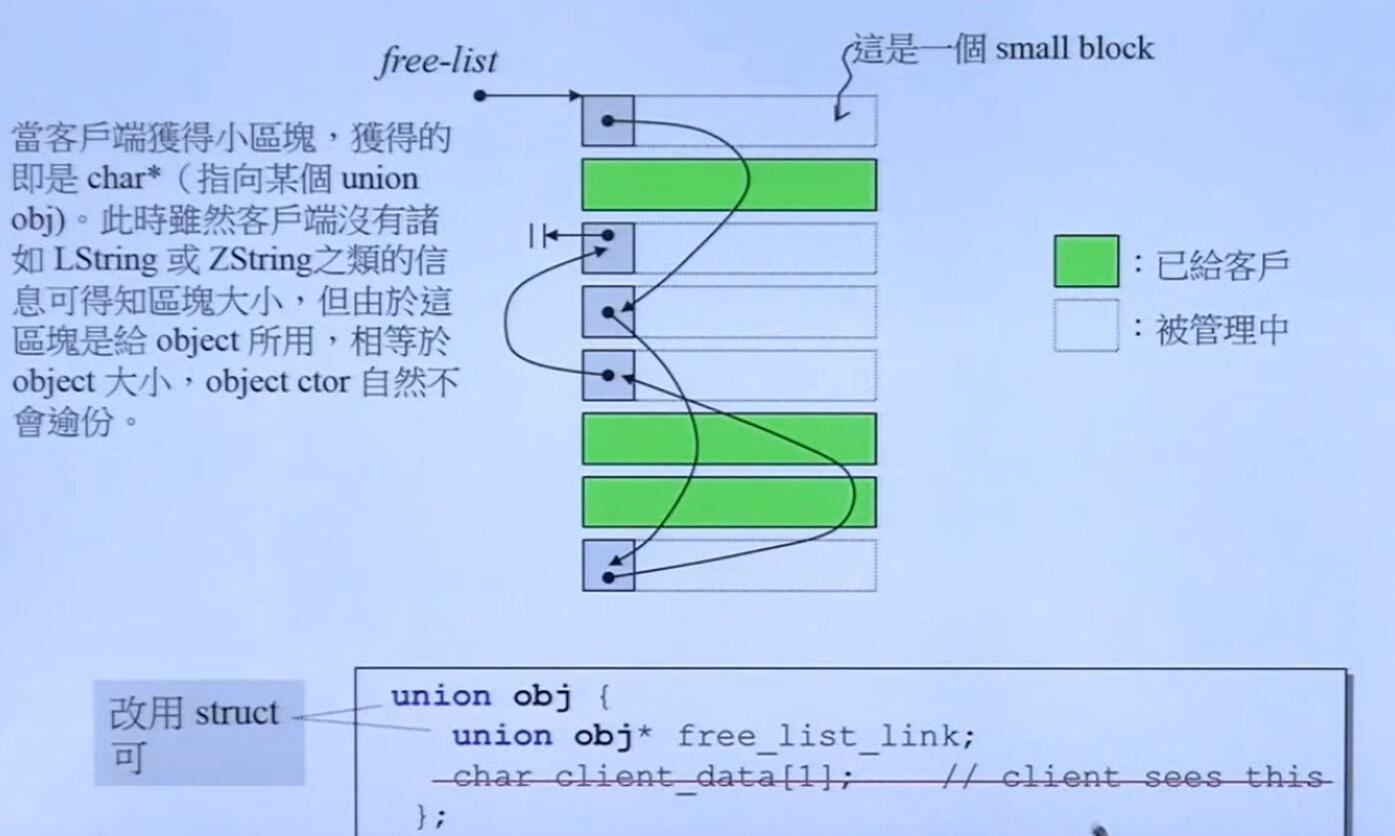 free-list
這是一個 small block
當客戶端獲得小區塊，獲得的
即是 char*（指向某個 union
obj)。此時雖然客戶端沒有諸
如 LString 或 ZString之類的信
息可得知區塊大小，但由於這
區塊是給 object 所用，相等於
object 大小，object ctor 自然不
會逾份。
：已給客戶
：被管理中
改用 struct
可
union obj {
union obj* free_list_link;
char client_data[1]; // client sees this
};